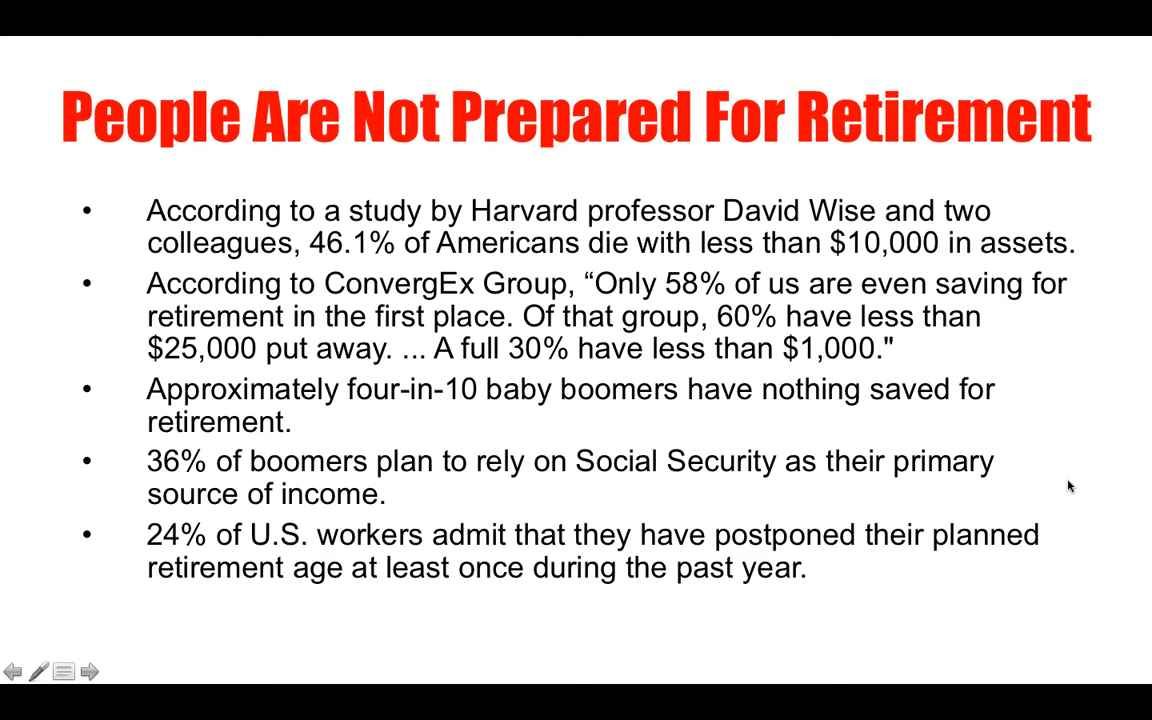 People Are Not Prepared For Retirement
• According to a study by Harvard professor David Wise and two
colleagues, 46.1% of Americans die with less than $10,000 in assets.
• According to ConvergEx Group, “Only 58% of us are even saving for
retirement in the first place. Of that group, 60% have less than
$25,000 put away. ... A full 30% have less than $1,000."
• Approximately four-in-10 baby boomers have nothing saved for
retirement.
• 36% of boomers plan to rely on Social Security as their primary
source of income.
• 24% of U.S. workers admit that they have postponed their planned
retirement age at least once during the past year.